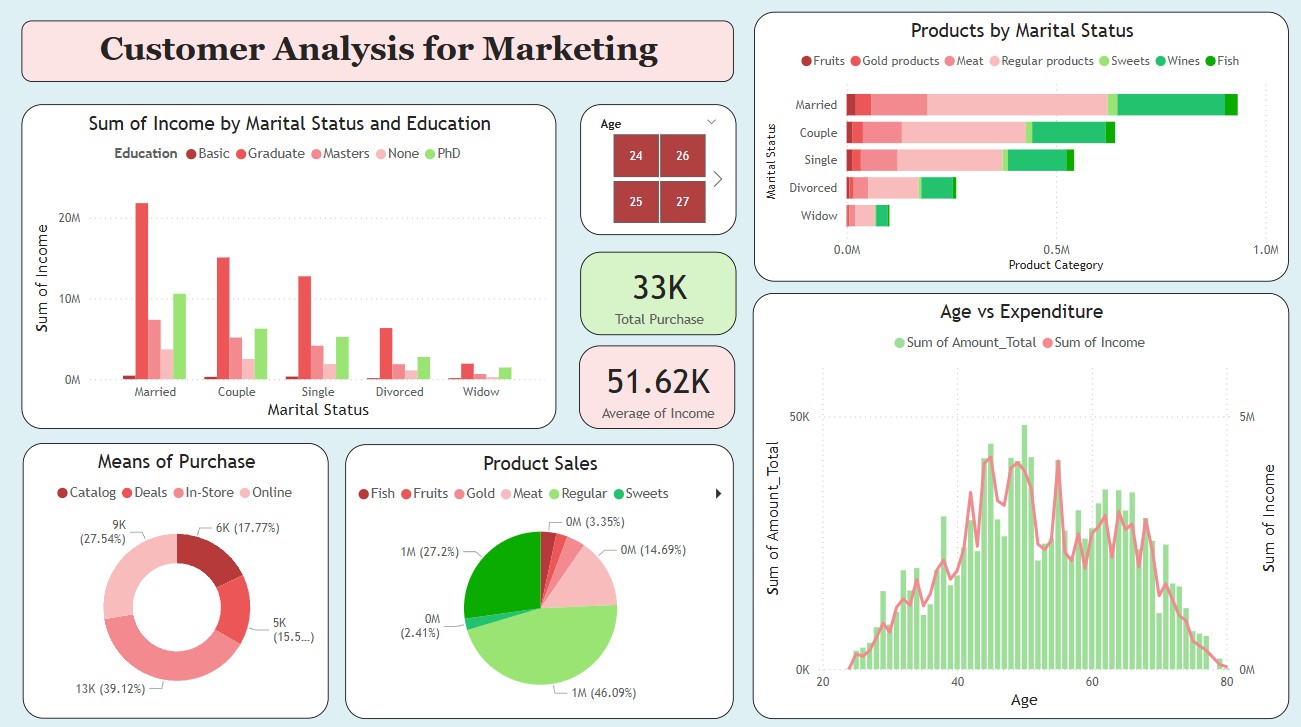 Customer Analysis for Marketing
Sum of Income by Marital Status and Education
Education Basic Graduate Masters None PhD
Sum of Income
20M
10M
0M
Married Couple Single Divorced Widow
Marital Status
Age
24 26
25 27
33K
Total Purchase
51.62K
Average of Income
Products by Marital Status
Fruits Gold products Meat Regular products Sweets Wines Fish
Marital Status
Married
Couple
Single
Divorced
Widow
0.0M 0.5M 1.0M
Product Category
Means of Purchase
Catalog Deals In-Store Online
9K
(27.54%)
6K (17.77%)
5K
(15.5...)
13K (39.12%)
Product Sales
Fish Fruits Gold Meat Regular Sweets
0M (3.35%)
1M (27.2%)
0M (14.69%)
0M
(2.41%)
1M (46.09%)
Age vs Expenditure
Sum of Amount_Total Sum of Income
Sum of Amount_Total
50K
0K
5M
0M
Sum of Income
20 40 60 80
Age